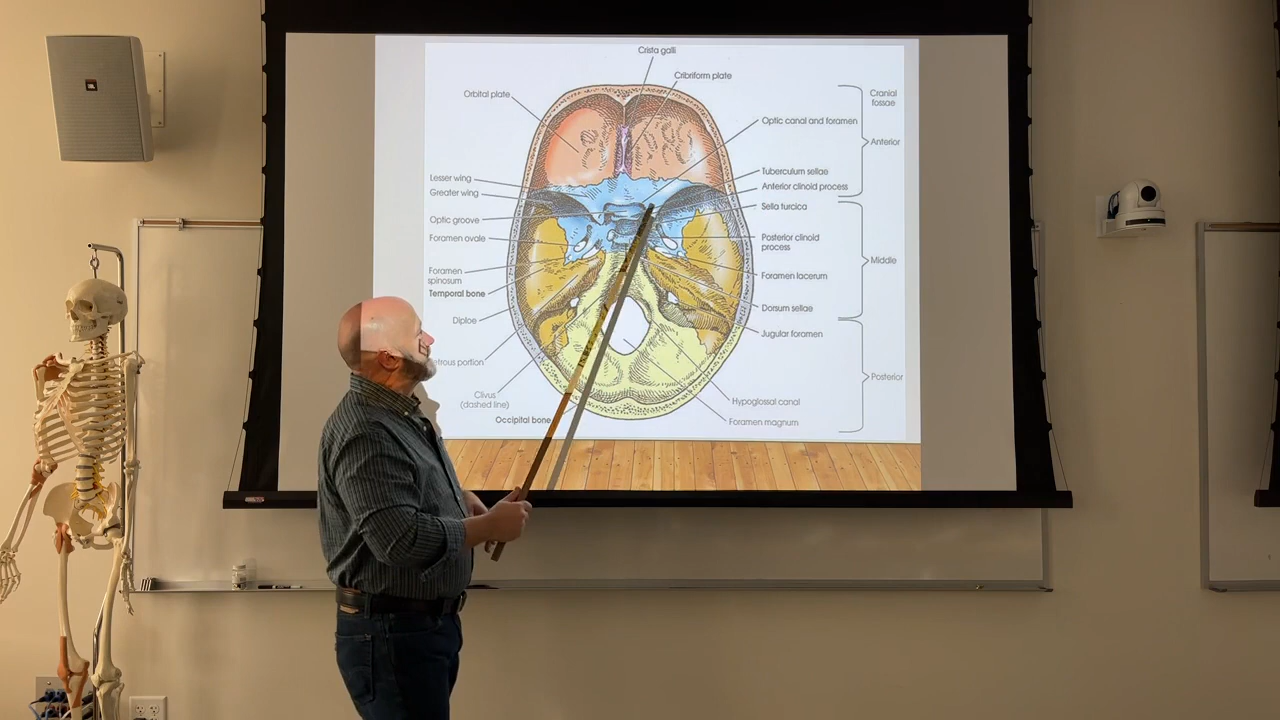 Crista galli
Cribriform plate
Orbital plate
Cranial
fossae
Optic canal and foramen
Anterior
Tuberculum sellae
Lesser wing
Anterior clinoid process
Greater wing
Sella turcica
Optic groove
Foramen ovale
Posterior clinoid
process
Middle
Foramen
spinosum
Foramen lacerum
Temporal bone
Dorsum sellae
Diploe
Jugular foramen
etrous portion
Posterior
Clivus
(dashed line)
Hypoglossal canal
Occipital bone
Foramen magnum
JBL